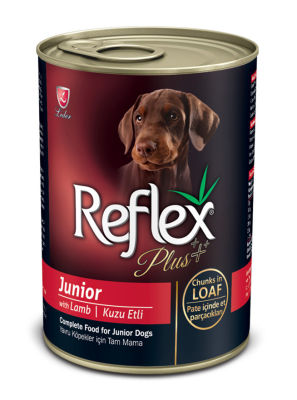 Lider
Reflex
Plus
Junior
with Lamb | Kuzu Etli
Complete Food for Junior Dogs
Yavru Köpekler için Tam Mama
Chunks in
LOAF
Pate içinde et
parçacıkları